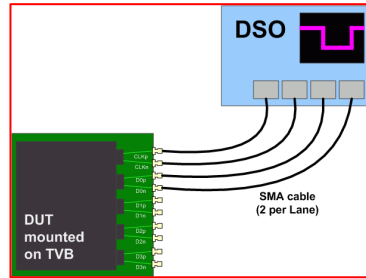 DSO
CLKp
CLKn
D0p
D0n
D1p
D1n
D2p
D2n
D3p
D3n
SMA cable
(2 per Lane)
DUT
mounted
on TVB